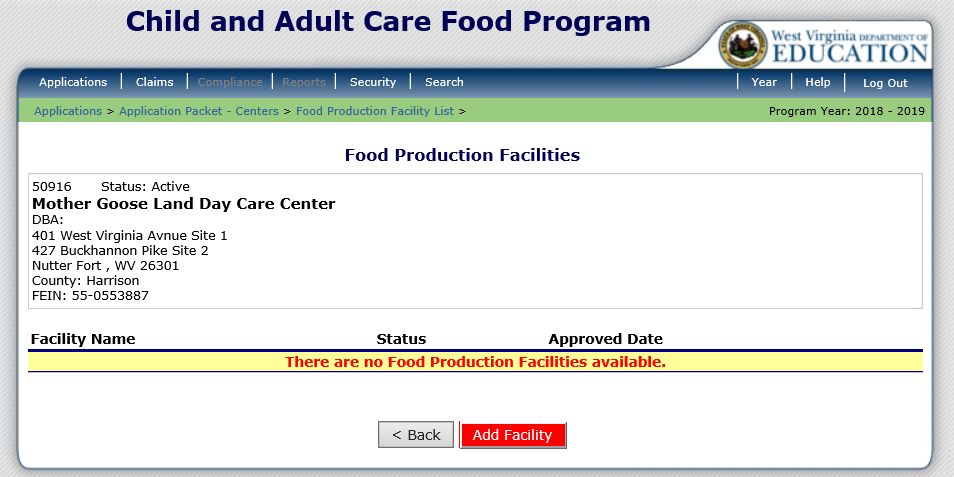 Child and Adult Care Food Program
West Virginia DEPARTMENT OF
EDUCATION
Applications | Claims | Compliance | Reports | Security | Search | Year | Help | Log Out
Applications > Application Packet - Centers > Food Production Facility List > Program Year: 2018 - 2019
Food Production Facilities
50916 Status: Active
Mother Goose Land Day Care Center
DBA:
401 West Virginia Avnue Site 1
427 Buckhannon Pike Site 2
Nutter Fort , WV 26301
County: Harrison
FEIN: 55-0553887
Facility Name Status Approved Date
There are no Food Production Facilities available.
< Back Add Facility